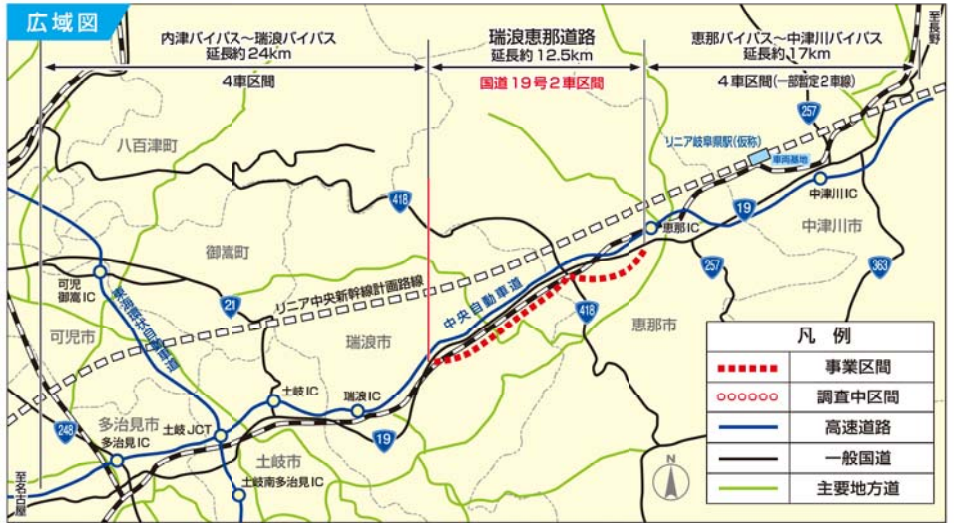 広域図
内津バイパス～瑞浪バイパス
延長約24km
4車区間
瑞浪恵那道路
延長約12.5km
国道19号2車区間
恵那バイパス～中津川バイパス
延長約17km
4車区間(一部暫定2車線)
至長野
八百津町
418
257
リニア岐阜県駅(仮称)
車両基地
中津川IC
19
恵那IC
中津川市
御嵩町
可児
御嵩IC
21
リニア中央新幹線計画路線
中央自動車道
257
363
東海環状自動車道
418
恵那市
可児市
瑞浪市
土岐IC
瑞浪IC
248
多治見市
多治見IC
土岐JCT
19
土岐市
土岐南多治見IC
至名古屋
N
凡例
事業区間
調査中区間
高速道路
一般国道
主要地方道